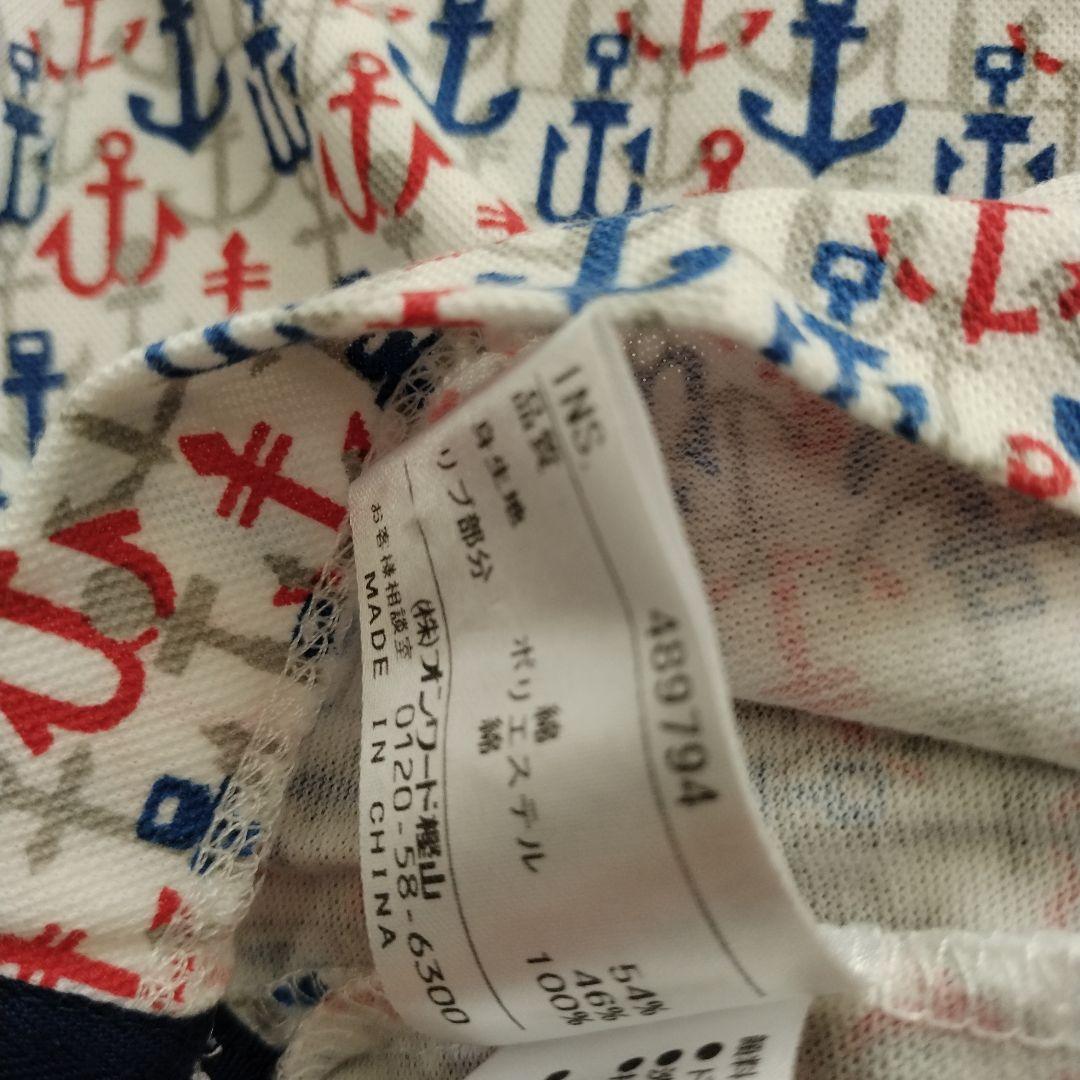 INS. 489794
品質
身生地 綿 54%
ポリエステル 46%
リブ部分 綿 100%
(株)オンワード樫山
お客様相談室 0120-58-6300
MADE IN CHINA